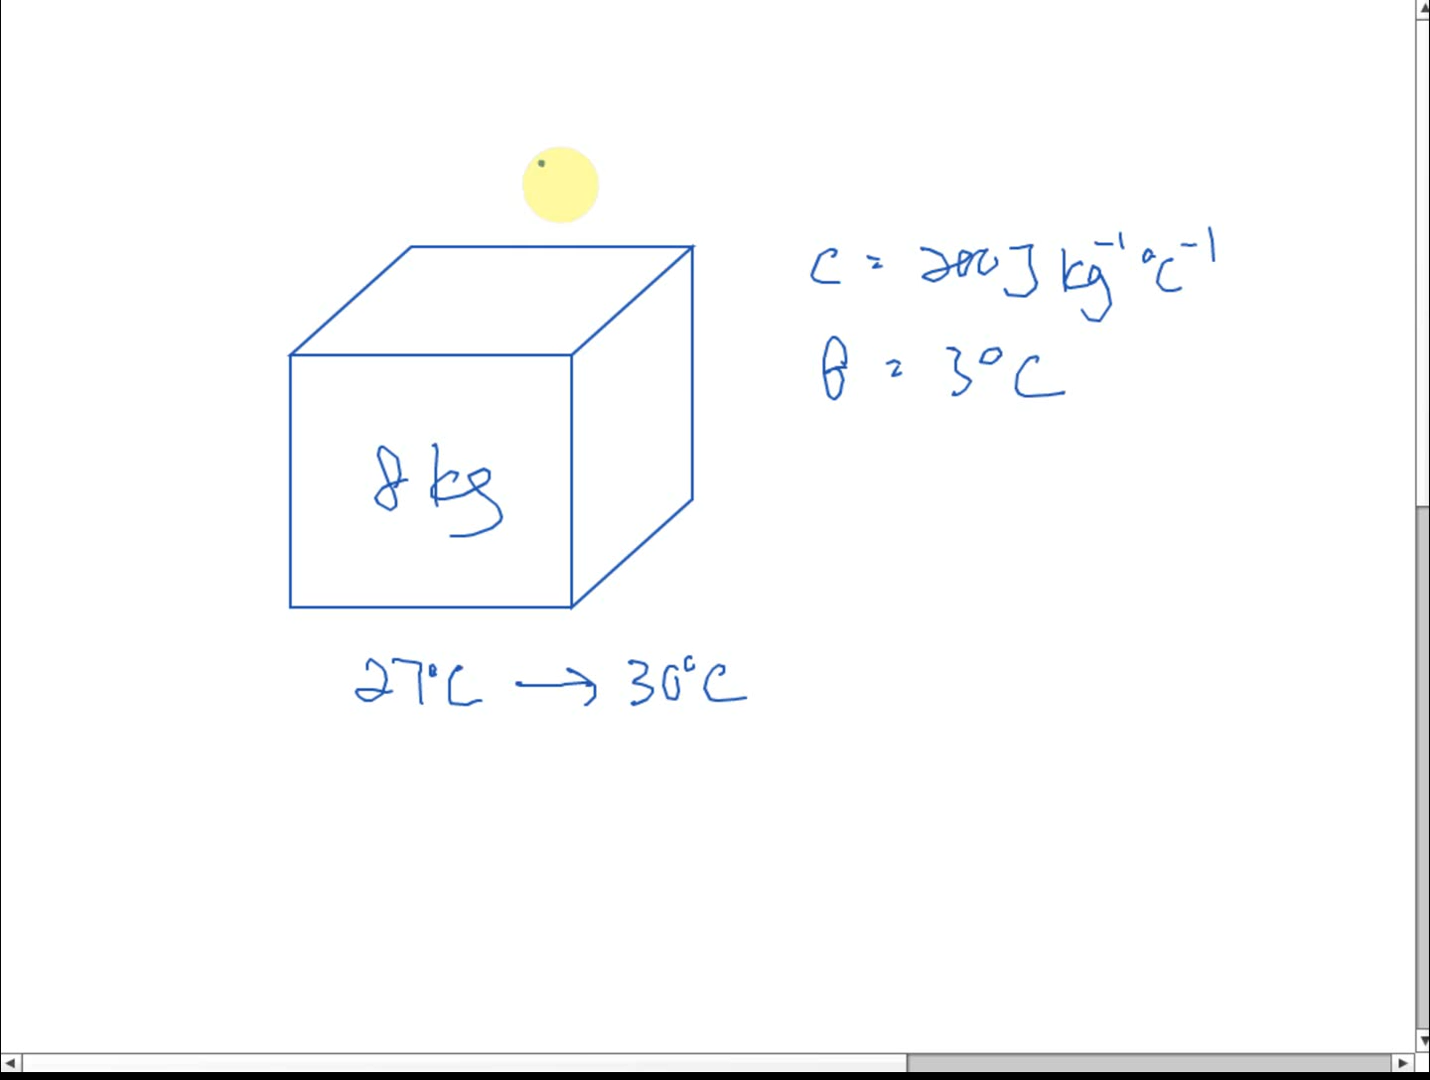 c = 200 J kg⁻¹ °C⁻¹
θ = 3°C
8 kg
27°C → 30°C